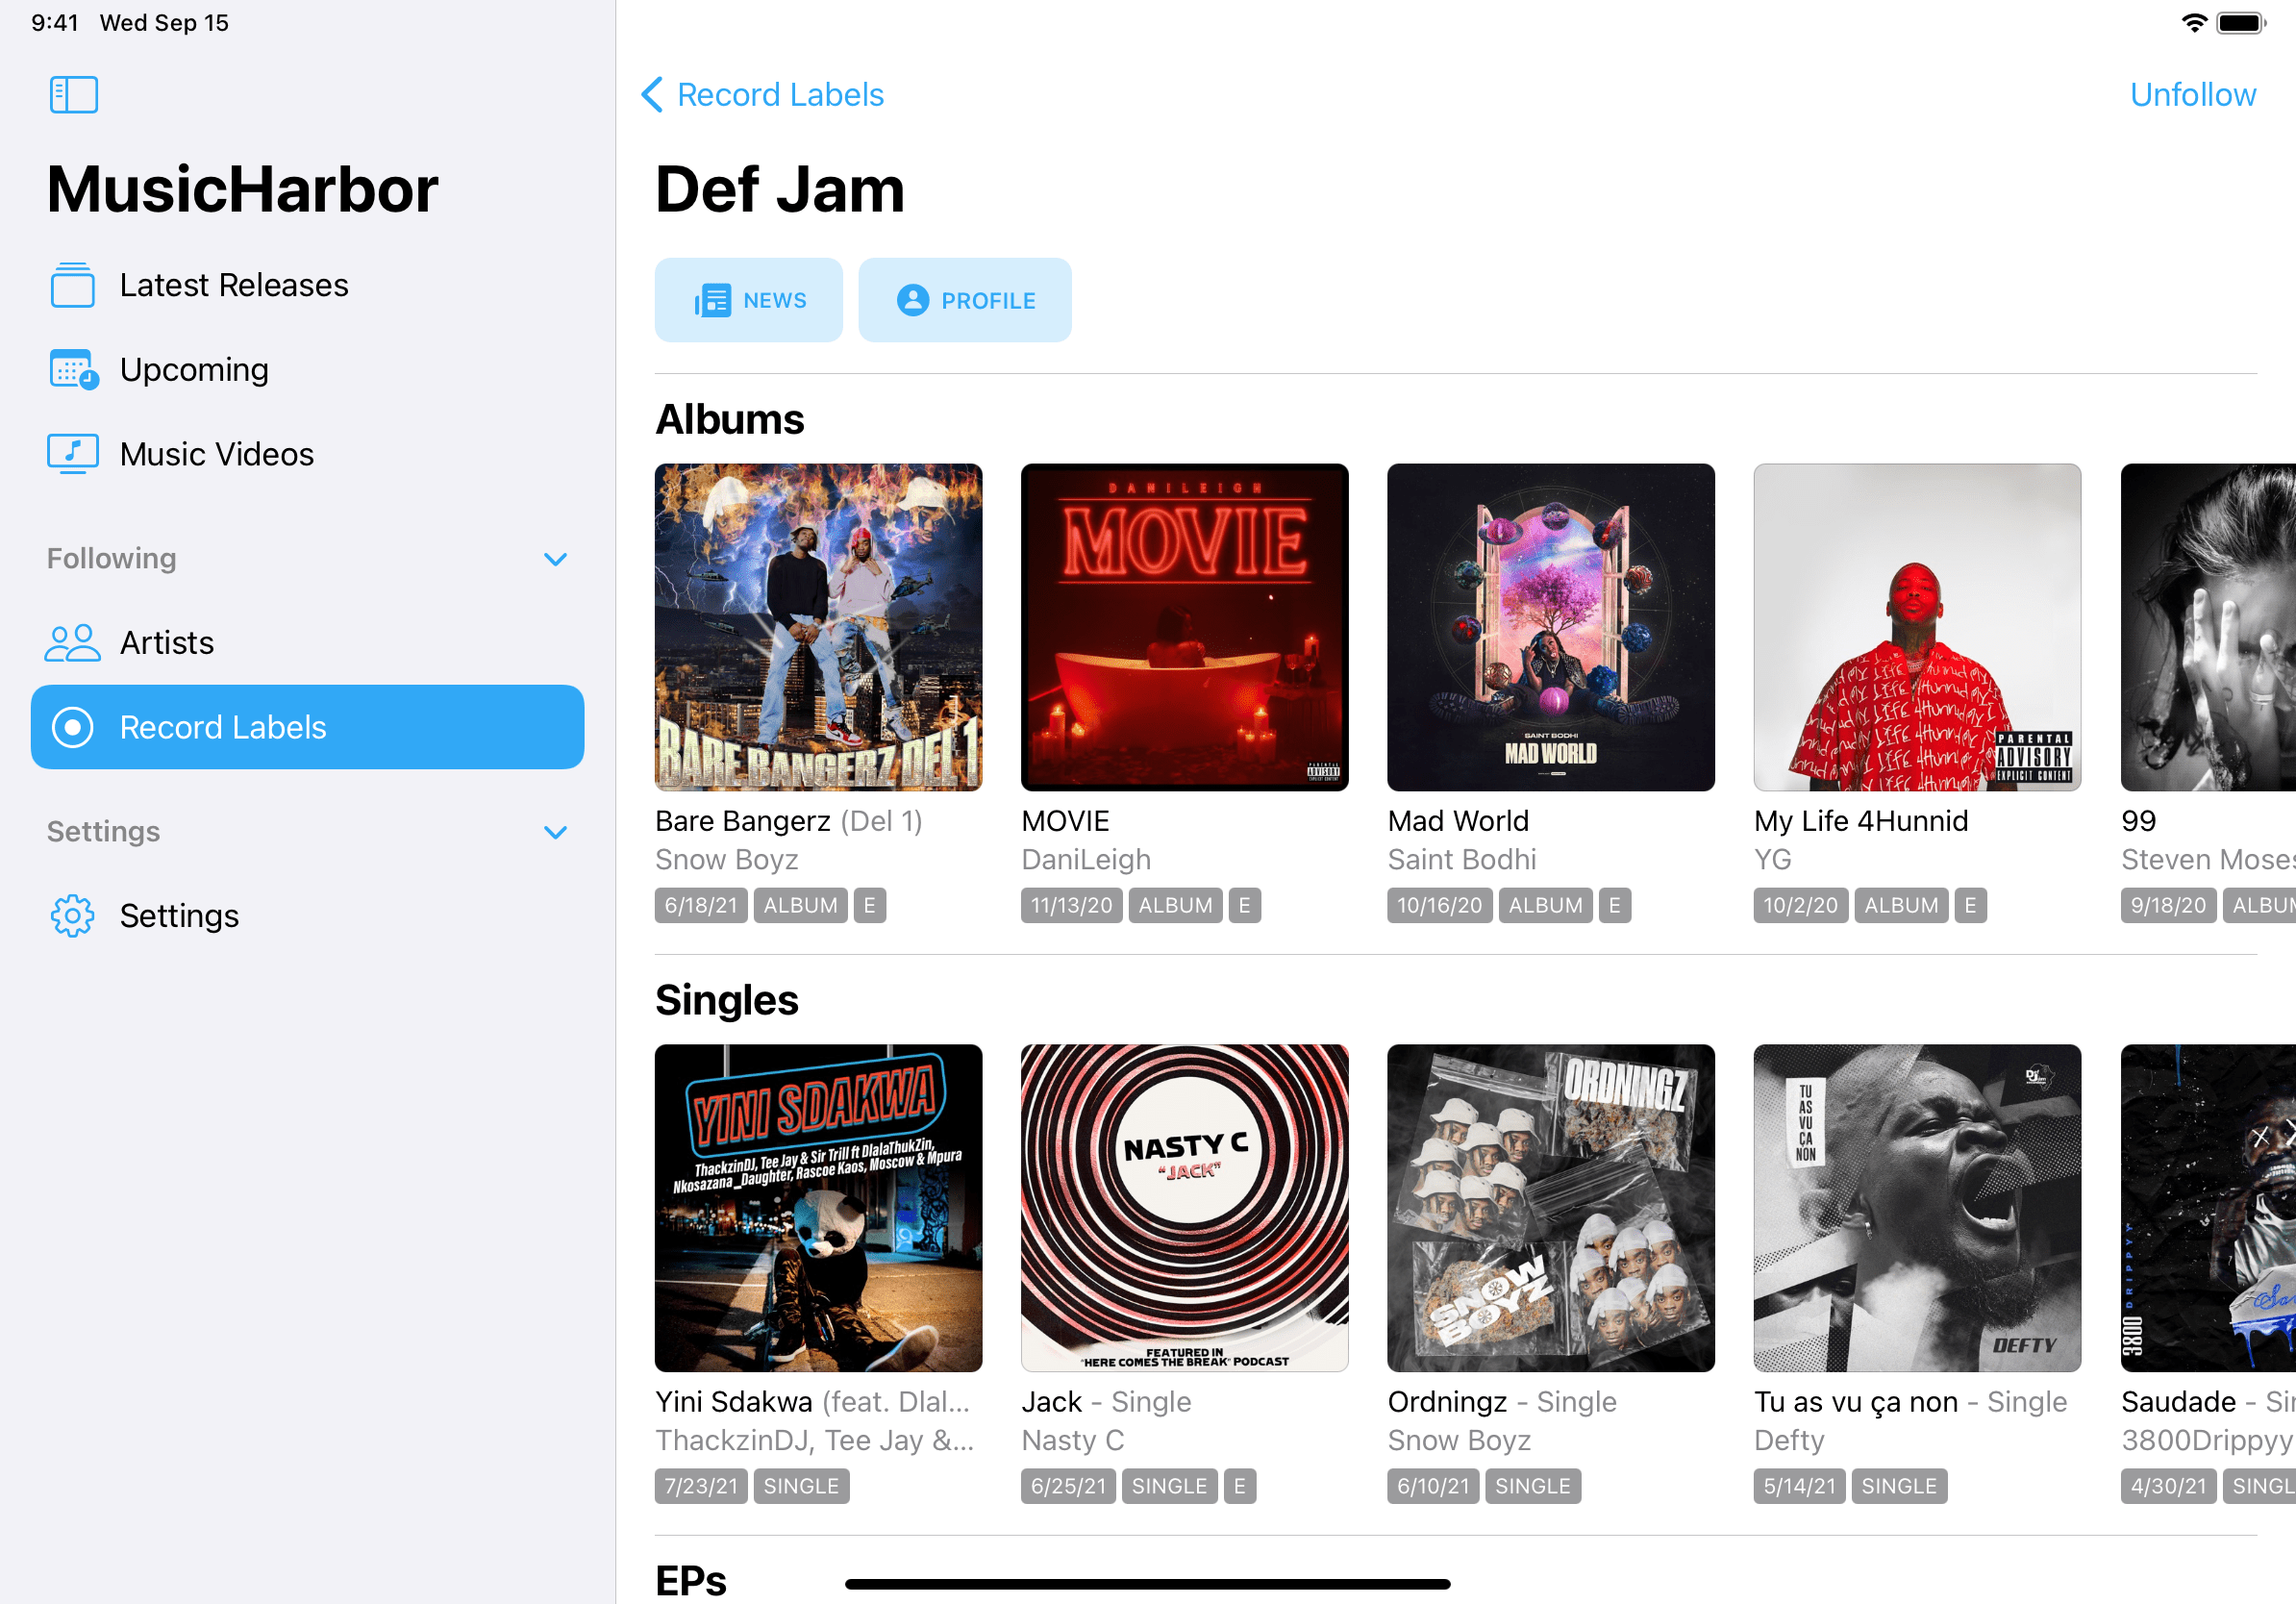 9:41 Wed Sep 15
MusicHarbor
Latest Releases
Upcoming
Music Videos
Following
Artists
Record Labels
Settings
Settings
Record Labels
Unfollow
Def Jam
NEWS
PROFILE
Albums
BARE BANGERZ DEL 1
DANILEIGH
MOVIE
PARENTAL
ADVISORY
EXPLICIT CONTENT
SAINT BODHI
MAD WORLD
PARENTAL
ADVISORY
EXPLICIT CONTENT
Bare Bangerz (Del 1)
Snow Boyz
6/18/21 ALBUM E
MOVIE
DaniLeigh
11/13/20 ALBUM E
Mad World
Saint Bodhi
10/16/20 ALBUM E
My Life 4Hunnid
YG
10/2/20 ALBUM E
99
Steven Moses
9/18/20 ALBUM
Singles
YINI SDAKWA
ThackzinDJ, Tee Jay & Sir Trill ft DlalaThukZin,
Nkosazana_Daughter, Rascoe Kaos, Moscow & Mpura
NASTY C
"JACK"
FEATURED IN
"HERE COMES THE BREAK" PODCAST
ORDNINGZ
SNOW
BOYZ
TU
AS
VU
ÇA
NON
DEFTY
3800 DRIPPYY
Yini Sdakwa (feat. Dlal...
ThackzinDJ, Tee Jay &...
7/23/21 SINGLE
Jack - Single
Nasty C
6/25/21 SINGLE E
Ordningz - Single
Snow Boyz
6/10/21 SINGLE
Tu as vu ça non - Single
Defty
5/14/21 SINGLE
Saudade - Sin
3800Drippyy
4/30/21 SINGL
EPs